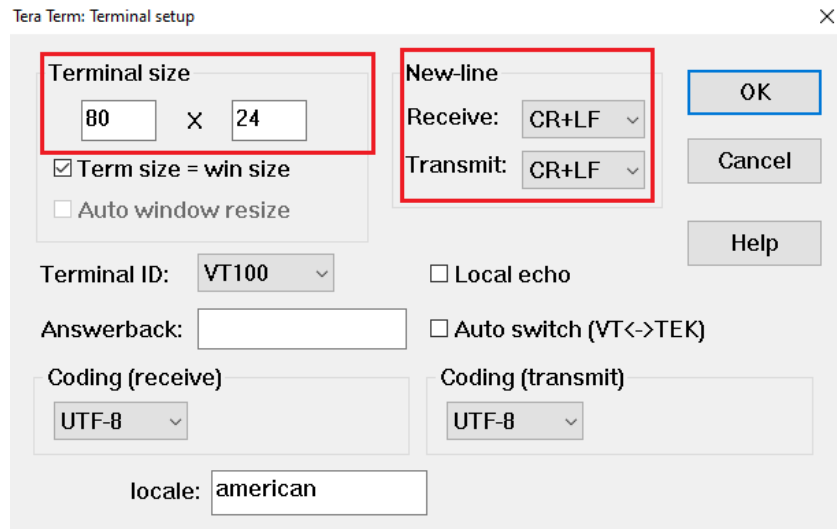 Tera Term: Terminal setup
Terminal size
80 X 24
Term size = win size
Auto window resize
New-line
Receive: CR+LF
Transmit: CR+LF
OK
Cancel
Help
Terminal ID: VT100
Local echo
Answerback:
Auto switch (VT<->TEK)
Coding (receive)
UTF-8
Coding (transmit)
UTF-8
locale: american